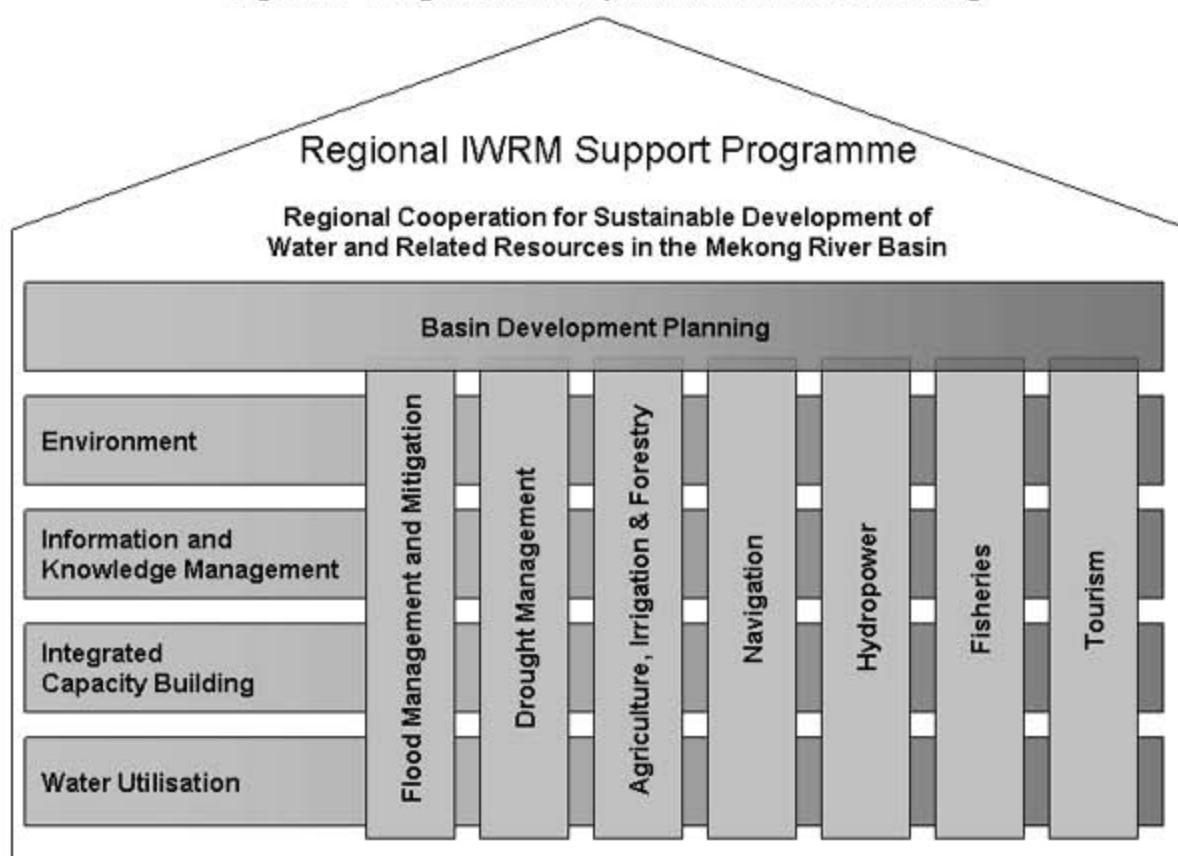 Regional IWRM Support Programme
Regional Cooperation for Sustainable Development of
Water and Related Resources in the Mekong River Basin
Basin Development Planning
Environment
Information and
Knowledge Management
Integrated
Capacity Building
Water Utilisation
Flood Management and Mitigation
Drought Management
Agriculture, Irrigation & Forestry
Navigation
Hydropower
Fisheries
Tourism